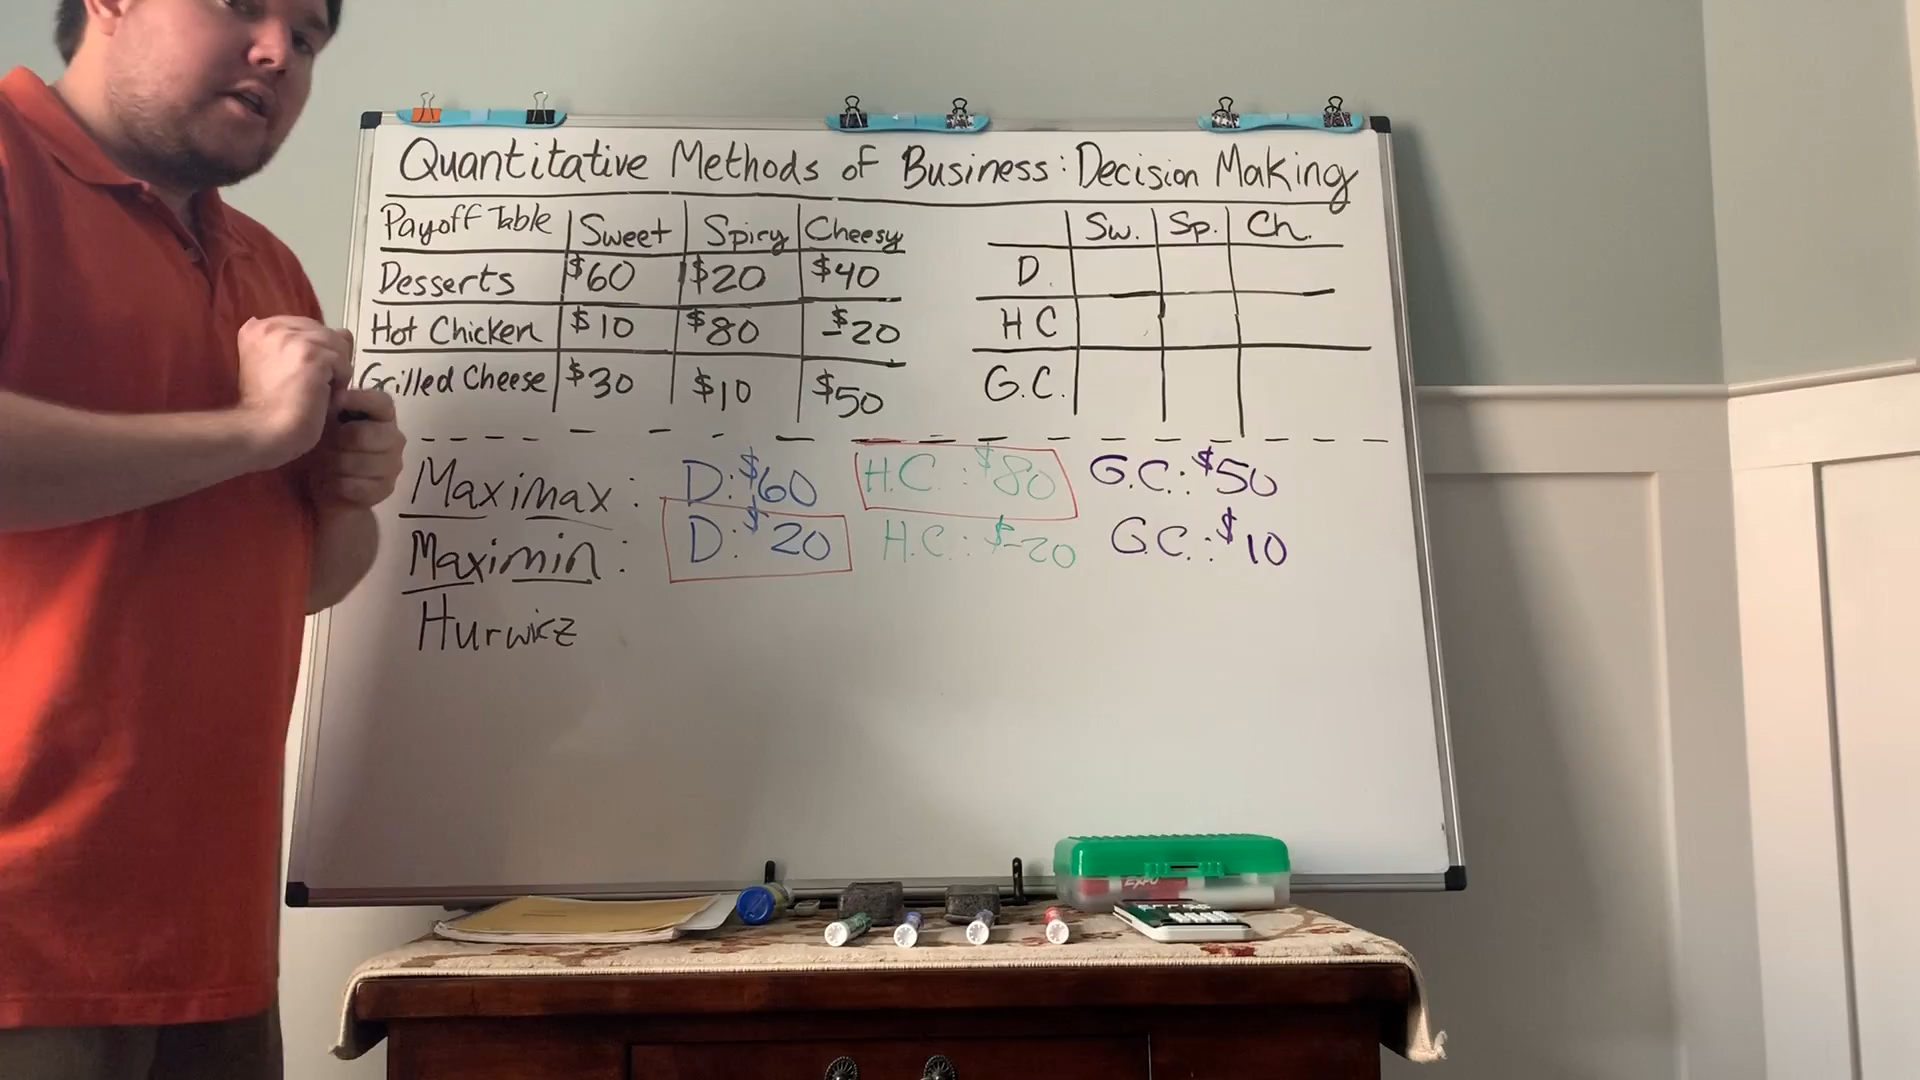 Quantitative Methods of Business: Decision Making
Payoff Table Sweet Spicy Cheesy
Desserts $60 $20 $40
Hot Chicken $10 $80 -$20
Grilled Cheese $30 $10 $50
Sw. Sp. Ch.
D.
H C
G.C.
Maximax: D: $60 H.C.: $80 G.C.: $50
Maximin: D: $20 H.C.: $-20 G.C.: $10
Hurwicz
EXPO